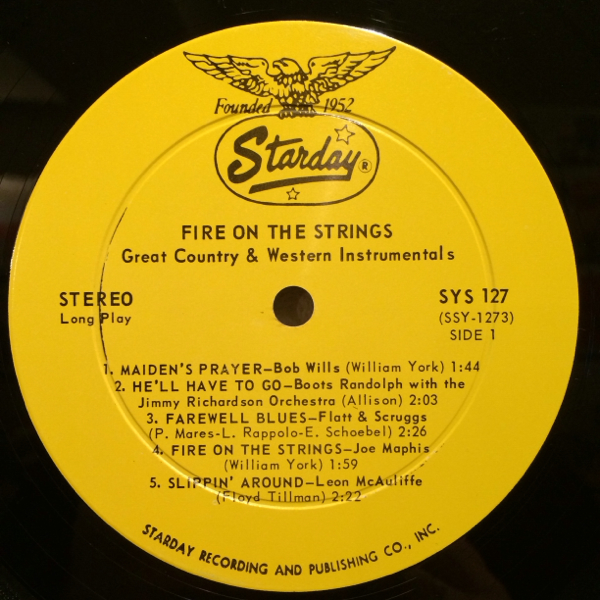 Founded 1952
Starday®
FIRE ON THE STRINGS
Great Country & Western Instrumentals
STEREO
Long Play
SYS 127
(SSY-1273)
SIDE 1
1. MAIDEN'S PRAYER—Bob Wills (William York) 1:44
2. HE'LL HAVE TO GO—Boots Randolph with the
Jimmy Richardson Orchestra (Allison) 2:03
3. FAREWELL BLUES—Flatt & Scruggs
(P. Mares-L. Rappolo-E. Schoebel) 2:26
4. FIRE ON THE STRINGS—Joe Maphis
(William York) 1:59
5. SLIPPIN' AROUND—Leon McAuliffe
(Floyd Tillman) 2:22
STARDAY RECORDING AND PUBLISHING CO., INC.